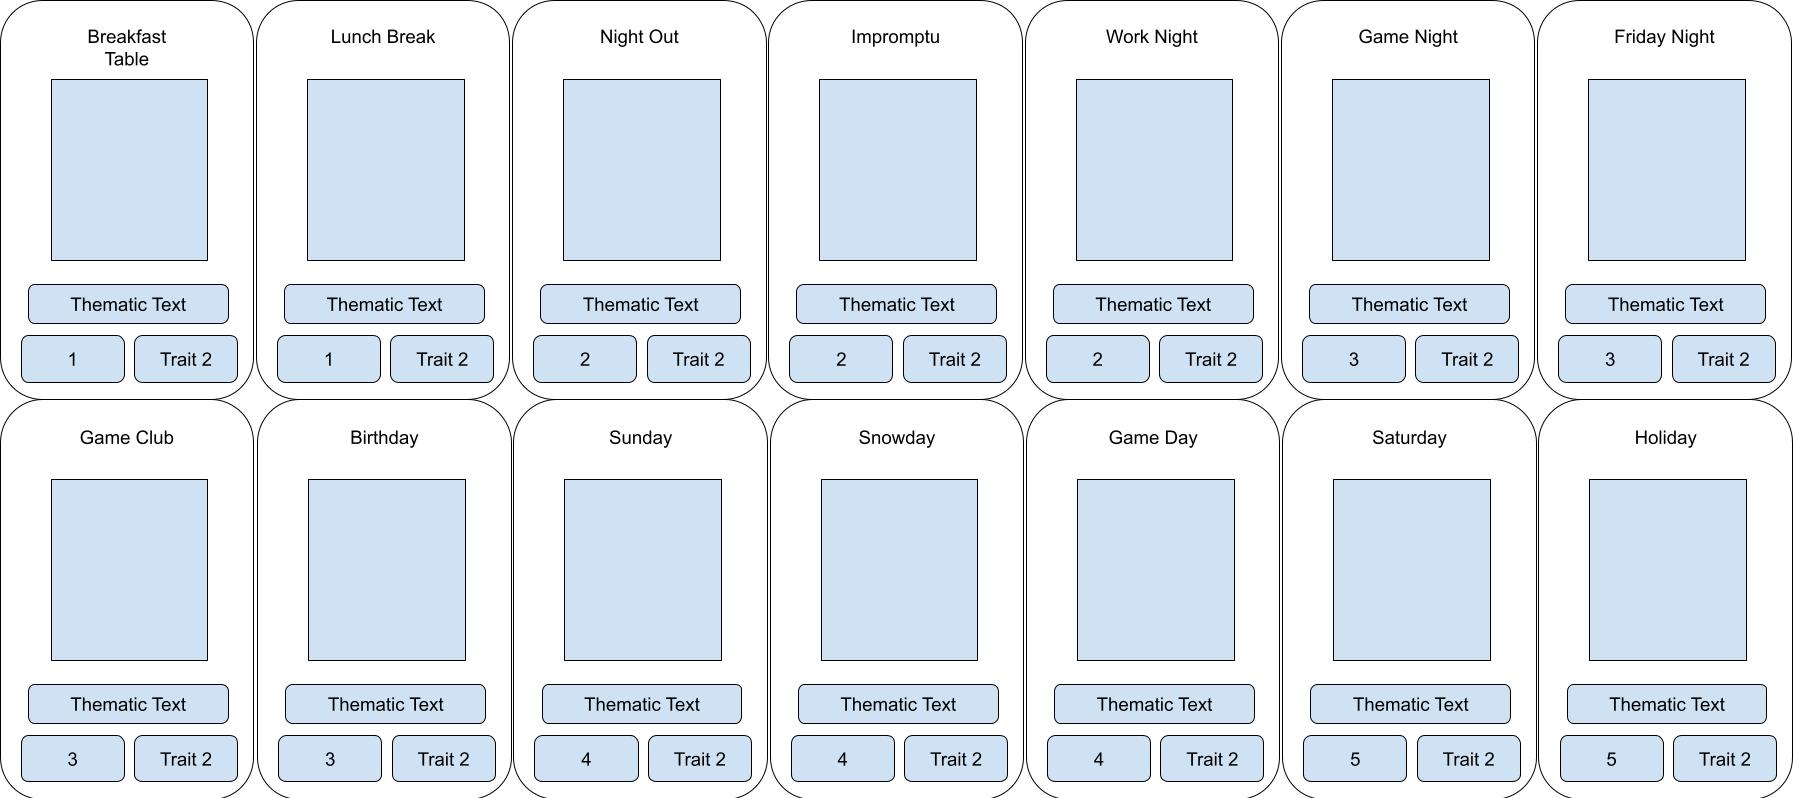 Breakfast
Table
Lunch Break
Night Out
Impromptu
Work Night
Game Night
Friday Night
Thematic Text
Thematic Text
Thematic Text
Thematic Text
Thematic Text
Thematic Text
Thematic Text
1
Trait 2
1
Trait 2
2
Trait 2
2
Trait 2
2
Trait 2
3
Trait 2
3
Trait 2
Game Club
Birthday
Sunday
Snowday
Game Day
Saturday
Holiday
Thematic Text
Thematic Text
Thematic Text
Thematic Text
Thematic Text
Thematic Text
Thematic Text
3
Trait 2
3
Trait 2
4
Trait 2
4
Trait 2
4
Trait 2
5
Trait 2
5
Trait 2